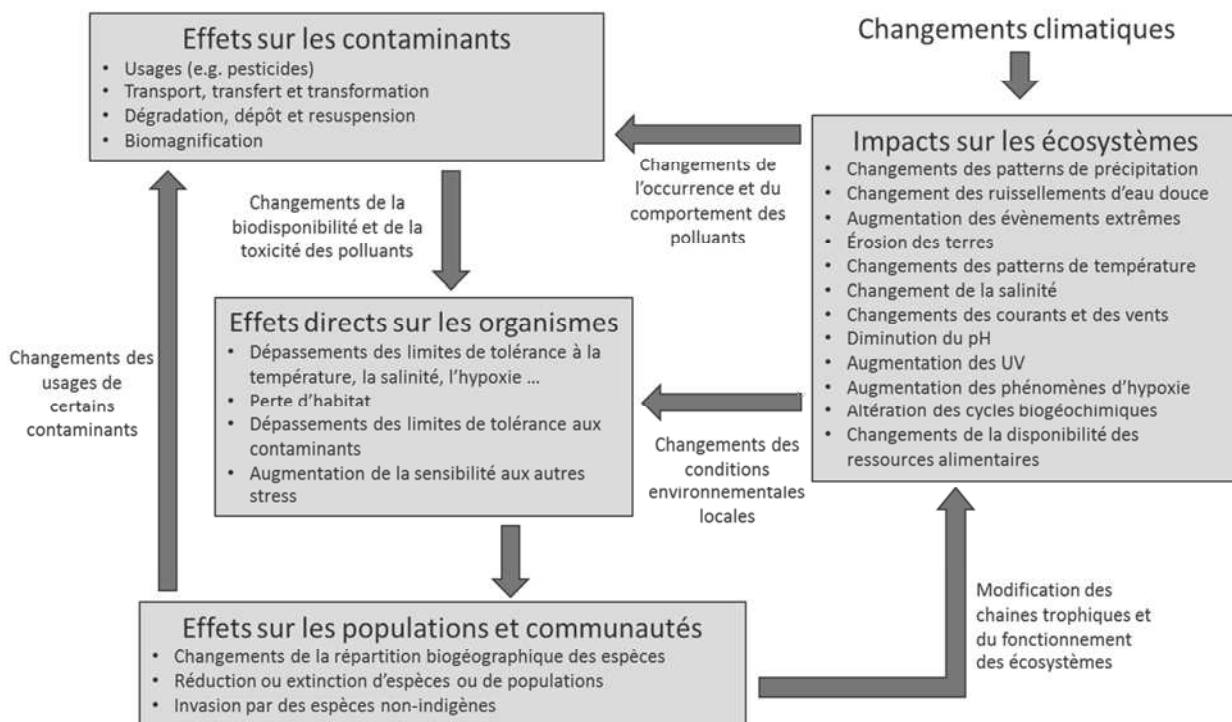 Effets sur les contaminants
• Usages (e.g. pesticides)
• Transport, transfert et transformation
• Dégradation, dépôt et resuspension
• Biomagnification
Changements climatiques
Impacts sur les écosystèmes
• Changements des patterns de précipitation
• Changement des ruissellements d'eau douce
• Augmentation des évènements extrêmes
• Érosion des terres
• Changements des patterns de température
• Changement de la salinité
• Changements des courants et des vents
• Diminution du pH
• Augmentation des UV
• Augmentation des phénomènes d'hypoxie
• Altération des cycles biogéochimiques
• Changements de la disponibilité des
ressources alimentaires
Changements de
l'occurrence et du
comportement des
polluants
Changements de la
biodisponibilité et de la
toxicité des polluants
Effets directs sur les organismes
• Dépassements des limites de tolérance à la
température, la salinité, l'hypoxie ...
• Perte d'habitat
• Dépassements des limites de tolérance aux
contaminants
• Augmentation de la sensibilité aux autres
stress
Changements des
usages de
certains
contaminants
Changements des
conditions
environnementales
locales
Effets sur les populations et communautés
• Changements de la répartition biogéographique des espèces
• Réduction ou extinction d'espèces ou de populations
• Invasion par des espèces non-indigènes
Modification des
chaines trophiques et
du fonctionnement
des écosystèmes